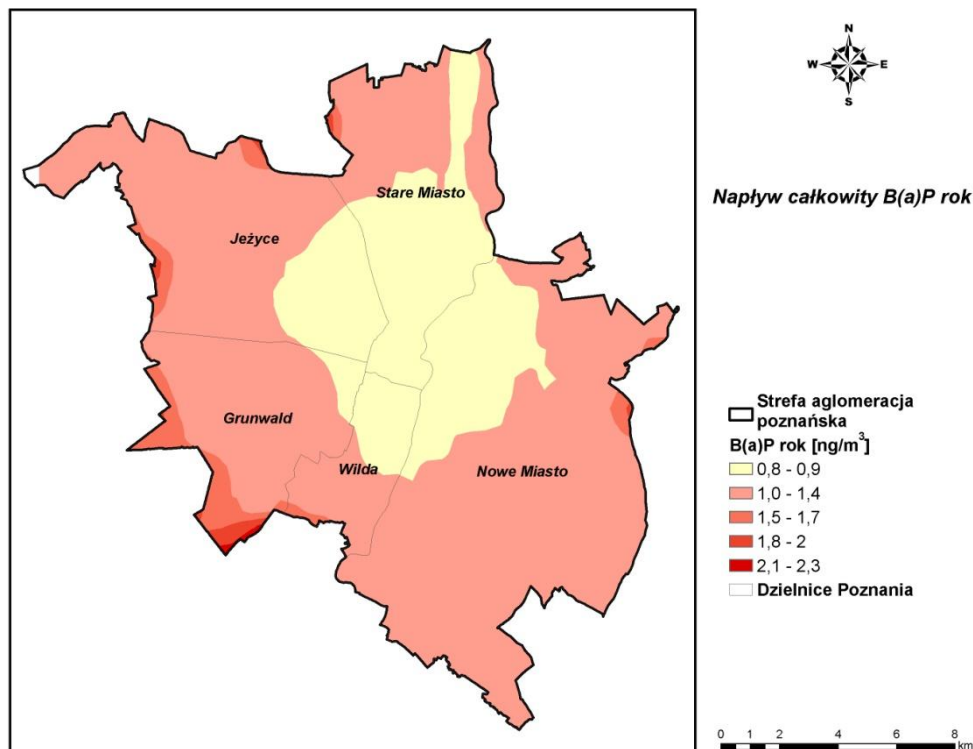 N
W E
S
Napływ całkowity B(a)P rok
Stare Miasto
Jeżyce
Grunwald
Wilda
Nowe Miasto
Strefa aglomeracja
poznańska
B(a)P rok [ng/m³]
0,8 - 0,9
1,0 - 1,4
1,5 - 1,7
1,8 - 2
2,1 - 2,3
Dzielnice Poznania
0 1 2 4 6 8
km